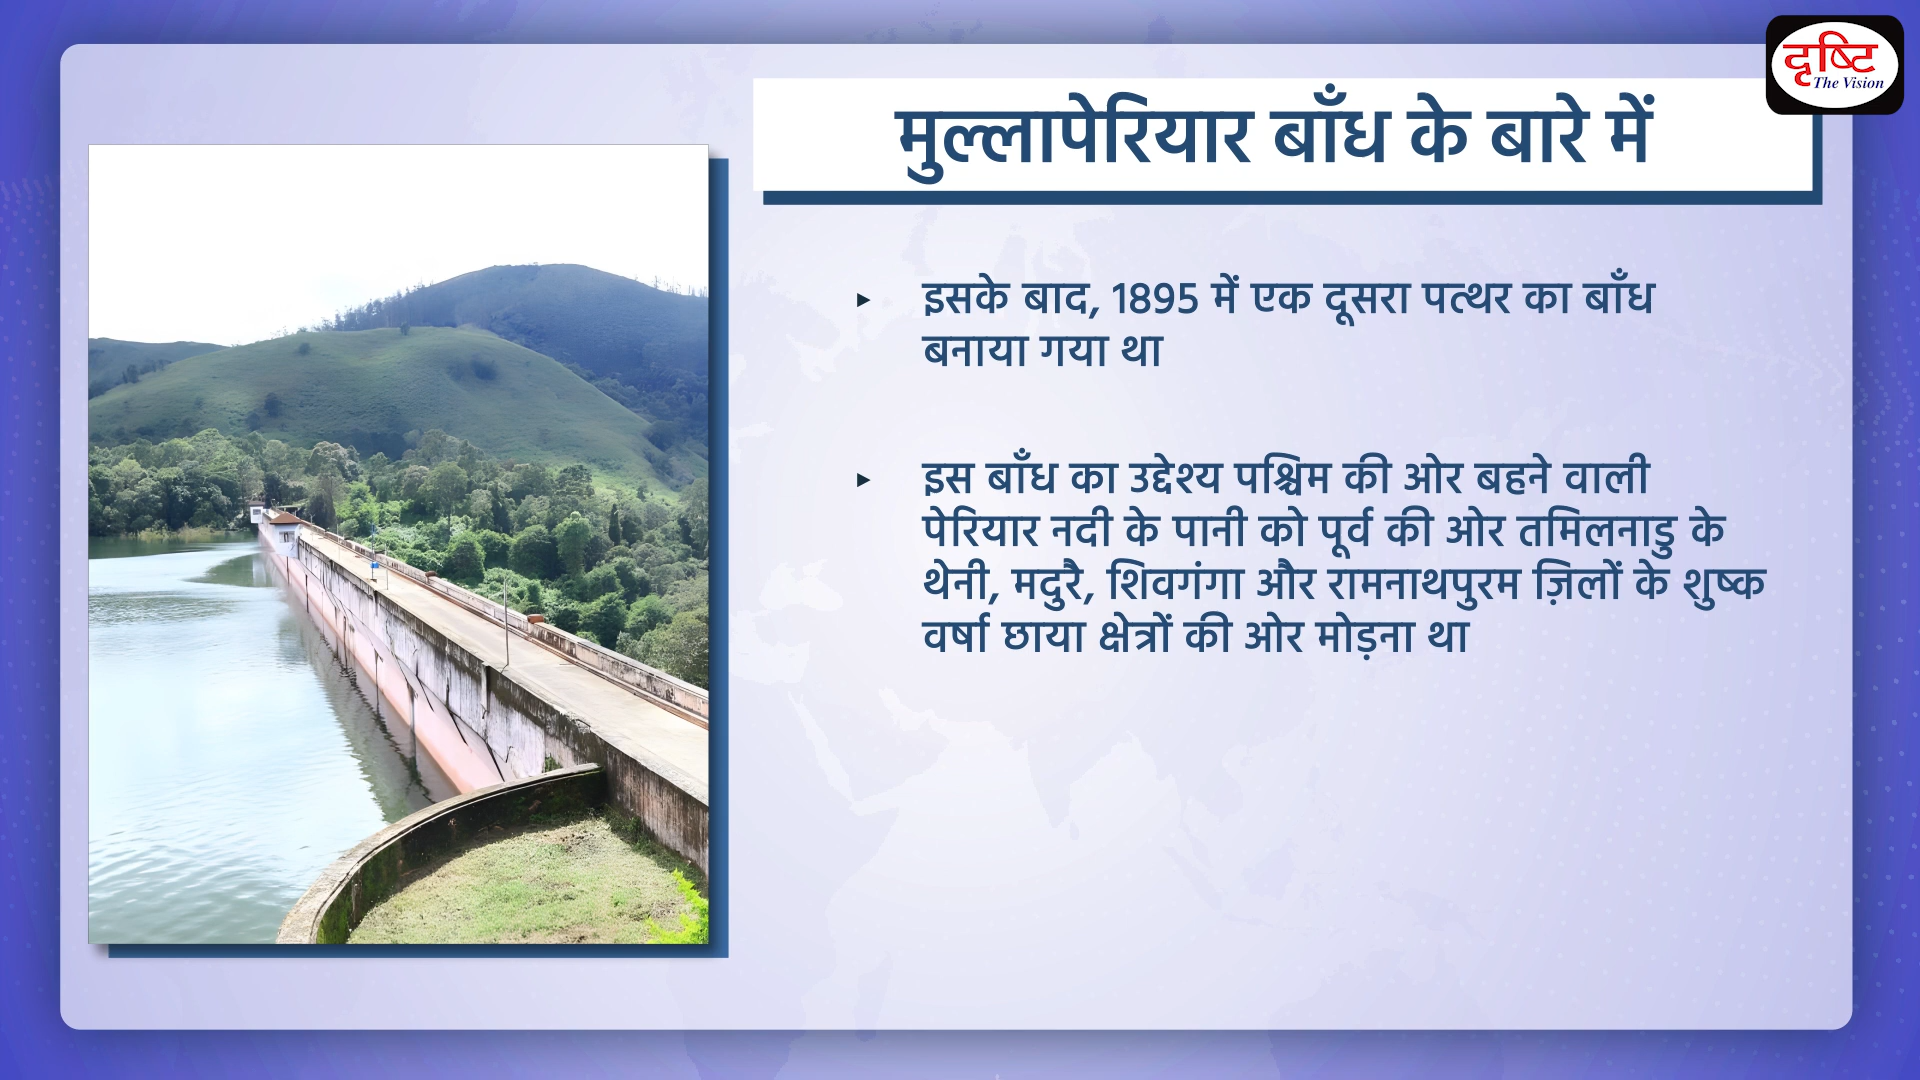 दृष्टि
The Vision
मुल्लापेरियार बाँध के बारे में
इसके बाद, 1895 में एक दूसरा पत्थर का बाँध
बनाया गया था
इस बाँध का उद्देश्य पश्चिम की ओर बहने वाली
पेरियार नदी के पानी को पूर्व की ओर तमिलनाडु के
थेनी, मदुरै, शिवगंगा और रामनाथपुरम ज़िलों के शुष्क
वर्षा छाया क्षेत्रों की ओर मोड़ना था